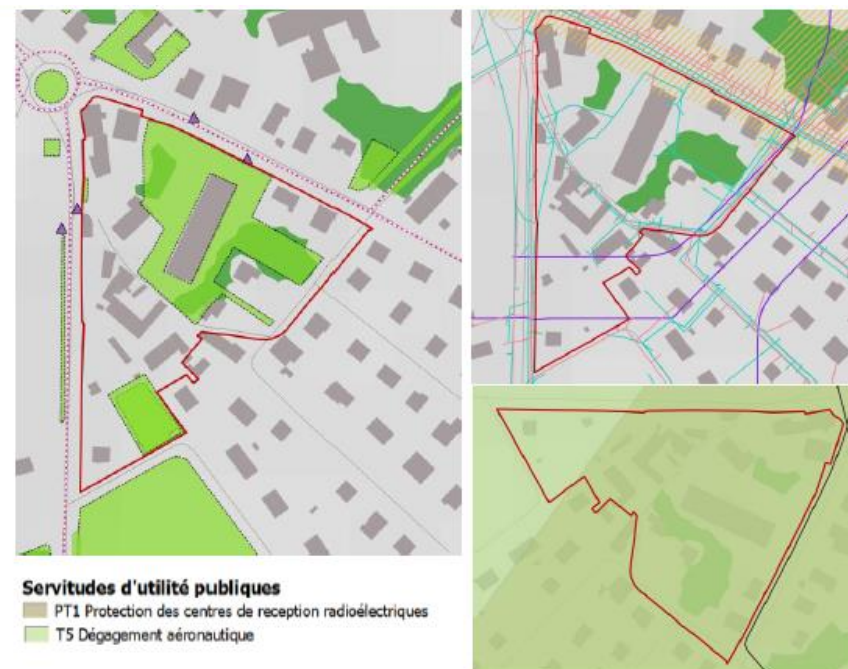 Servitudes d'utilité publiques
PT1 Protection des centres de reception radioélectriques
T5 Dégagement aéronautique